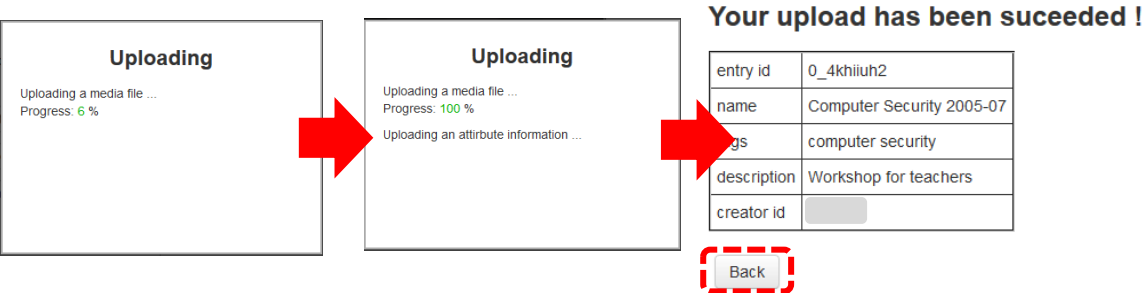 Uploading
Uploading a media file ...
Progress: 6 %
Uploading
Uploading a media file ...
Progress: 100 %
Uploading an attirbute information ...
Your upload has been suceeded !
entry id 0_4khiiuh2
name Computer Security 2005-07
gs computer security
description Workshop for teachers
creator id
Back